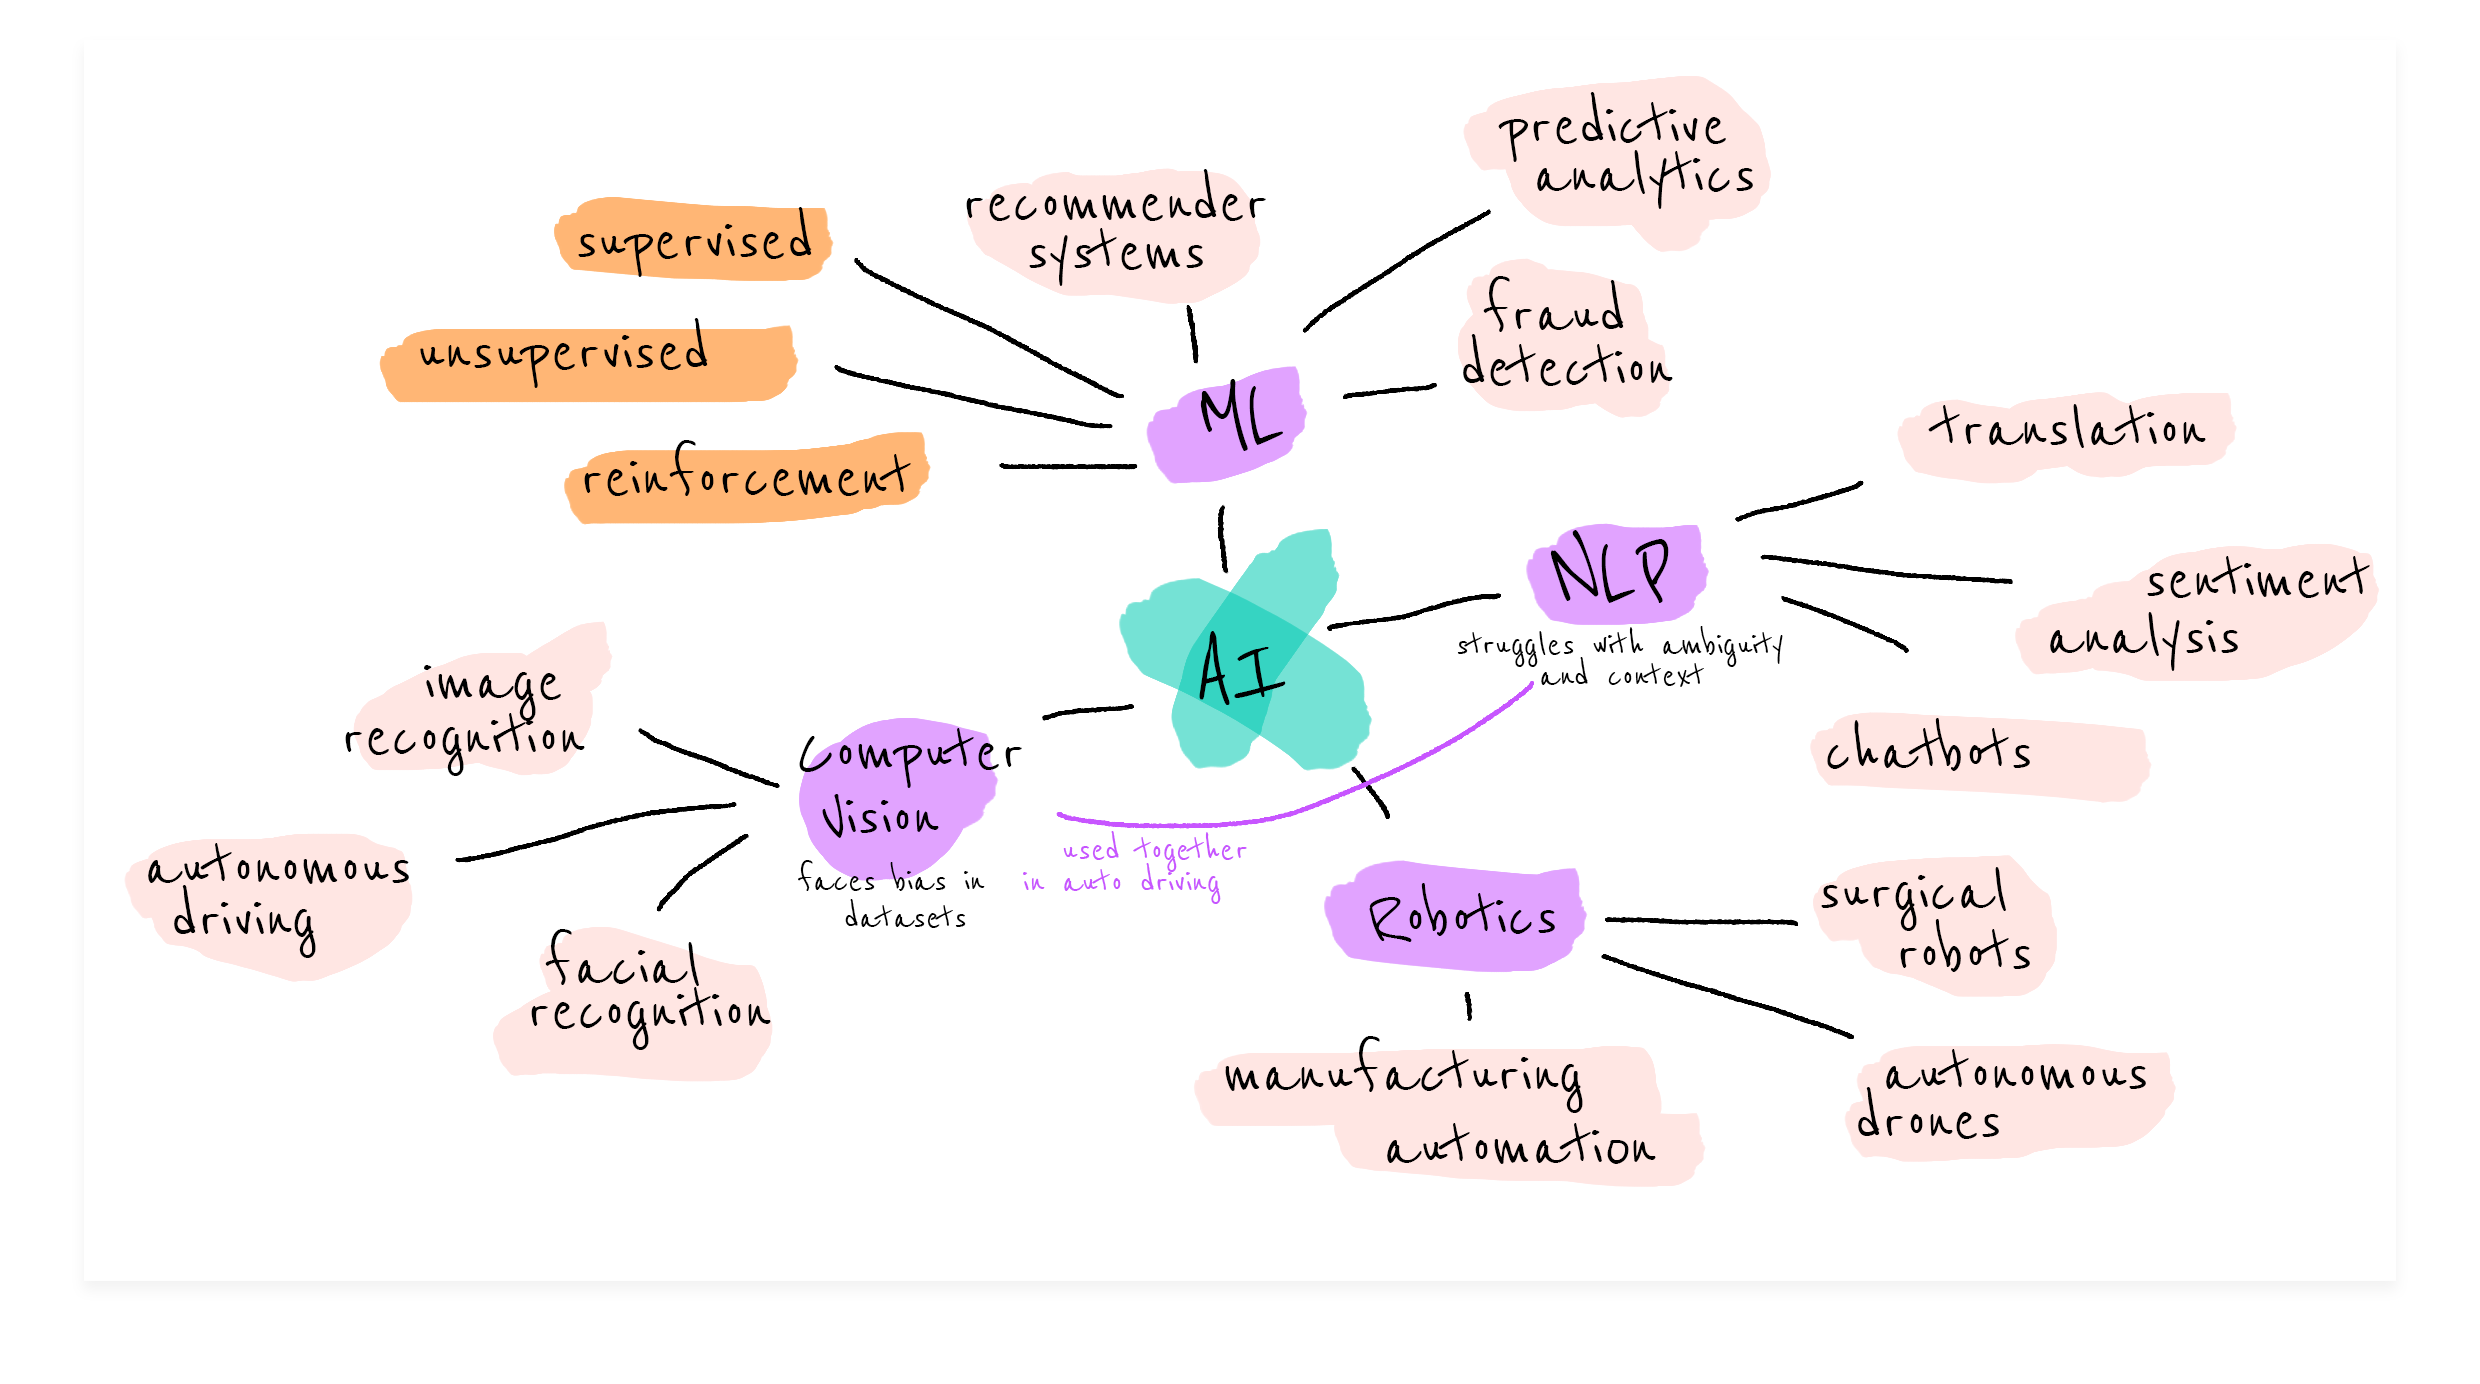 predictive
analytics
recommender
systems
supervised
fraud
detection
unsupervised
ML
reinforcement
translation
NLP
sentiment
analysis
struggles with ambiguity
and context
AI
image
recognition
chatbots
Computer
Vision
faces bias in
datasets
used together
in auto driving
autonomous
driving
facial
recognition
Robotics
surgical
robots
manufacturing
automation
autonomous
drones